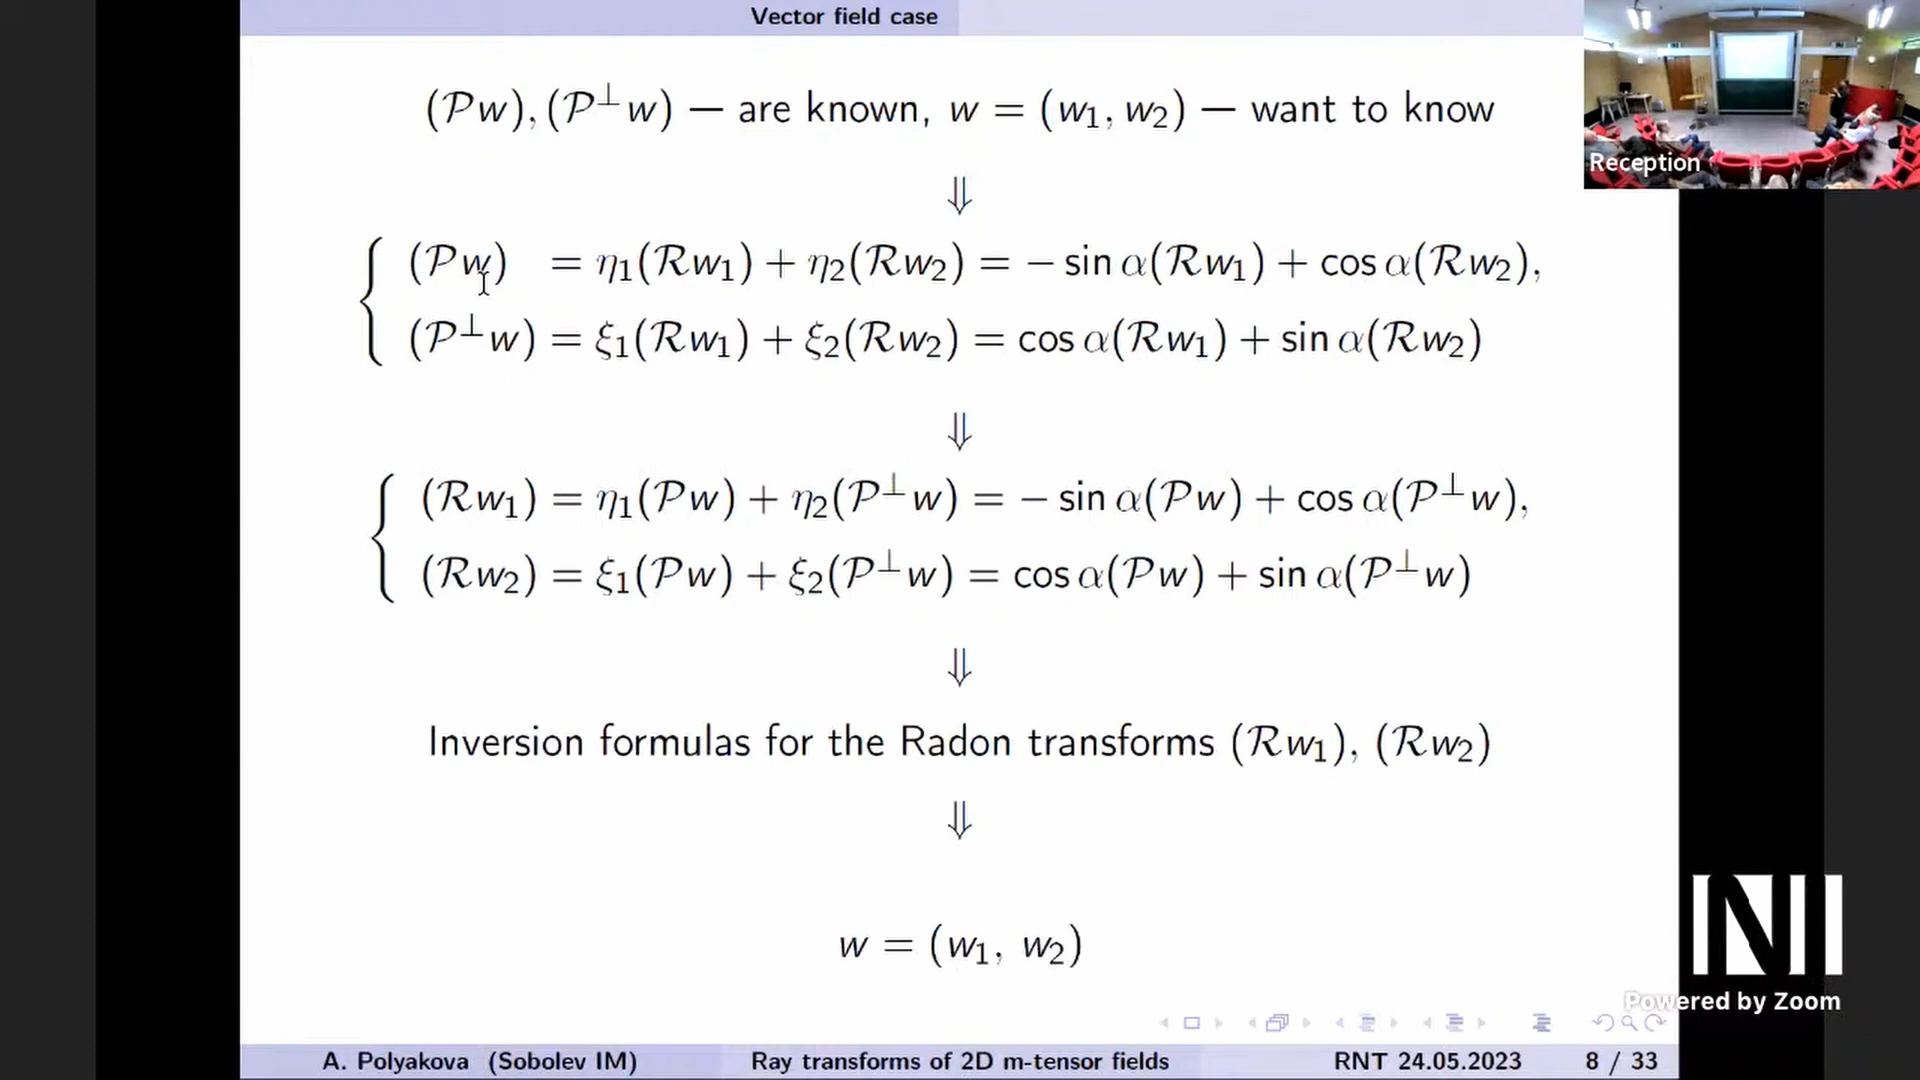 Vector field case
(𝒫w), (𝒫⊥w) — are known, w = (w₁, w₂) — want to know
⇓
(𝒫w) = η₁(ℛw₁) + η₂(ℛw₂) = − sin α(ℛw₁) + cos α(ℛw₂),
(𝒫⊥w) = ξ₁(ℛw₁) + ξ₂(ℛw₂) = cos α(ℛw₁) + sin α(ℛw₂)
⇓
(ℛw₁) = η₁(𝒫w) + η₂(𝒫⊥w) = − sin α(𝒫w) + cos α(𝒫⊥w),
(ℛw₂) = ξ₁(𝒫w) + ξ₂(𝒫⊥w) = cos α(𝒫w) + sin α(𝒫⊥w)
⇓
Inversion formulas for the Radon transforms (ℛw₁), (ℛw₂)
⇓
w = (w₁, w₂)
A. Polyakova (Sobolev IM) Ray transforms of 2D m-tensor fields RNT 24.05.2023 8 / 33
Reception
NI
Powered by Zoom